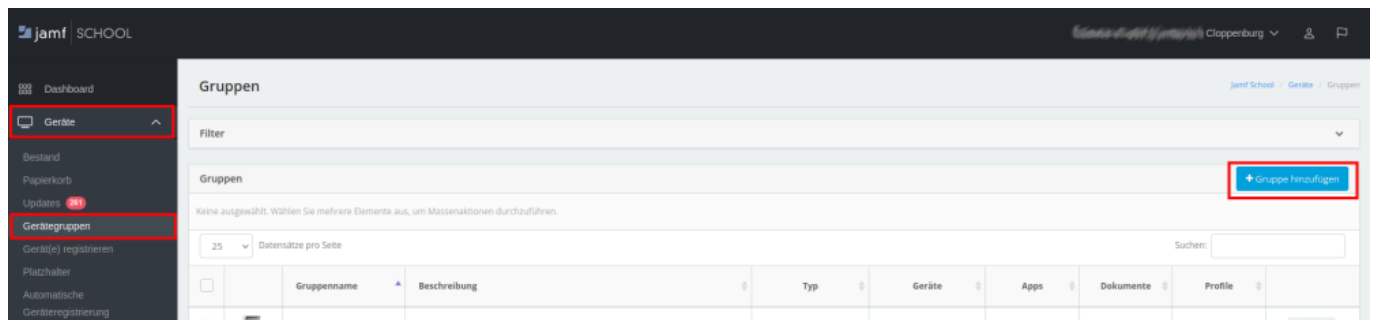 jamf SCHOOL
Cloppenburg
Dashboard
Gruppen
Jamf School / Geräte / Gruppen
Geräte
Filter
Bestand
Papierkorb
Gruppen
+ Gruppe hinzufügen
Updates 261
Keine ausgewählt. Wählen Sie mehrere Elemente aus, um Massenaktionen durchzuführen.
Gerätegruppen
Gerät(e) registrieren
25 Datensätze pro Seite
Suchen:
Platzhalter
Gruppenname Beschreibung Typ Geräte Apps Dokumente Profile
Automatische
Geräteregistrierung